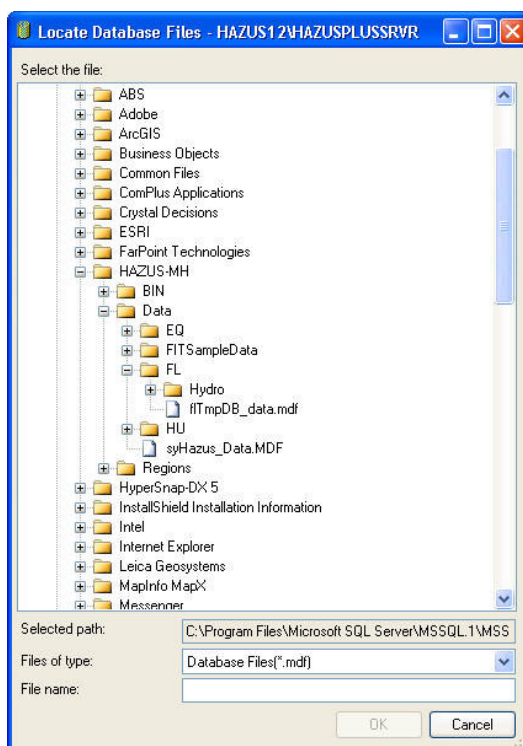 Locate Database Files - HAZUS12\HAZUSPLUSSRVR
Select the file:
ABS
Adobe
ArcGIS
Business Objects
Common Files
ComPlus Applications
Crystal Decisions
ESRI
FarPoint Technologies
HAZUS-MH
BIN
Data
EQ
FITSampleData
FL
Hydro
flTmpDB_data.mdf
HU
syHazus_Data.MDF
Regions
HyperSnap-DX 5
InstallShield Installation Information
Intel
Internet Explorer
Leica Geosystems
MapInfo MapX
Messenger
Selected path: C:\Program Files\Microsoft SQL Server\MSSQL.1\MSS
Files of type: Database Files(*.mdf)
File name:
OK Cancel